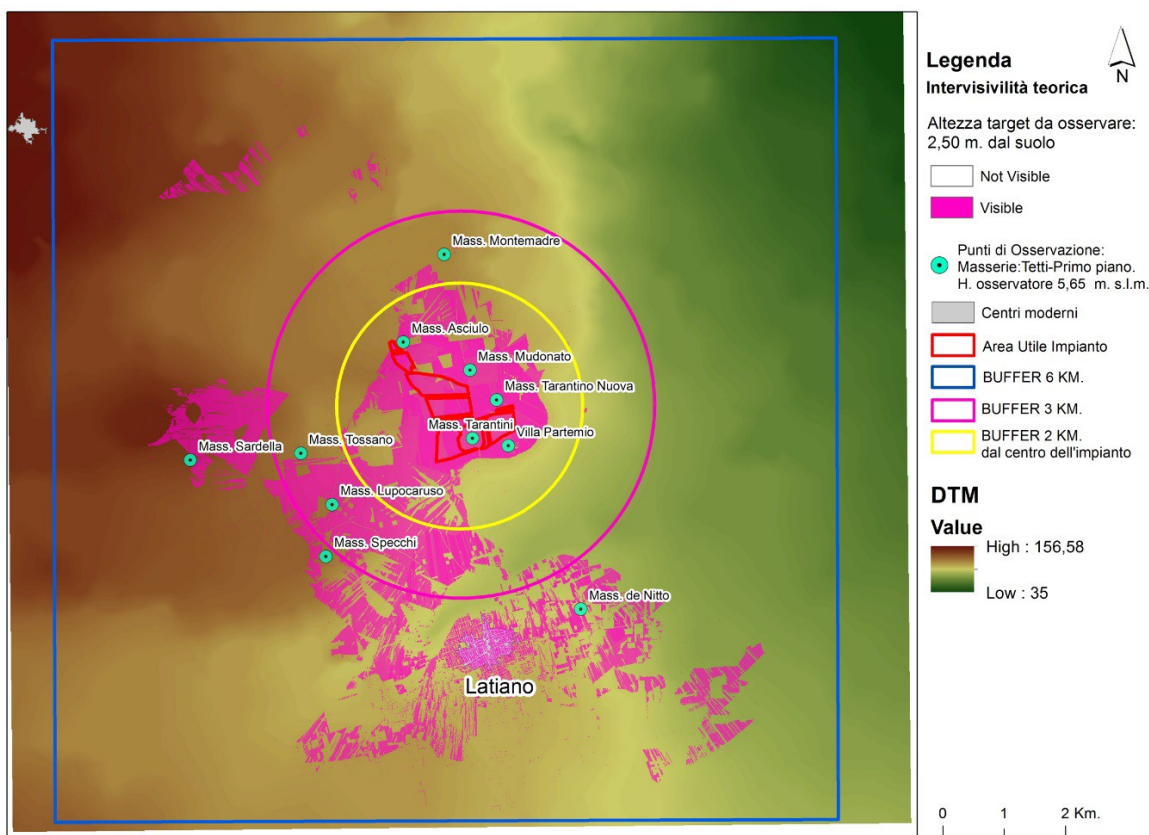 Mass. Montemadre
Mass. Asciulo
Mass. Mudonato
Mass. Tarantino Nuova
Mass. Tarantini
Villa Partemio
Mass. Tossano
Mass. Sardella
Mass. Lupocaruso
Mass. Specchi
Mass. de Nitto
Latiano
Legenda
N
Intervisività teorica
Altezza target da osservare:
2,50 m. dal suolo
Not Visible
Visible
Punti di Osservazione:
Masserie:Tetti-Primo piano.
H. osservatore 5,65 m. s.l.m.
Centri moderni
Area Utile Impianto
BUFFER 6 KM.
BUFFER 3 KM.
BUFFER 2 KM.
dal centro dell'impianto
DTM
Value
High : 156,58
Low : 35
0 1 2 Km.